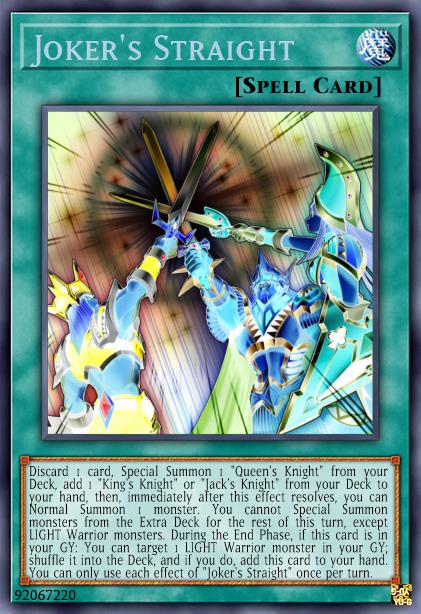 Joker's Straight
魔
[Spell Card]
Discard 1 card, Special Summon 1 "Queen's Knight" from your
Deck, add 1 "King's Knight" or "Jack's Knight" from your Deck to
your hand, then, immediately after this effect resolves, you can
Normal Summon 1 monster. You cannot Special Summon
monsters from the Extra Deck for the rest of this turn, except
LIGHT Warrior monsters. During the End Phase, if this card is in
your GY: You can target 1 LIGHT Warrior monster in your GY;
shuffle it into the Deck, and if you do, add this card to your hand.
You can only use each effect of "Joker's Straight" once per turn.
92067220